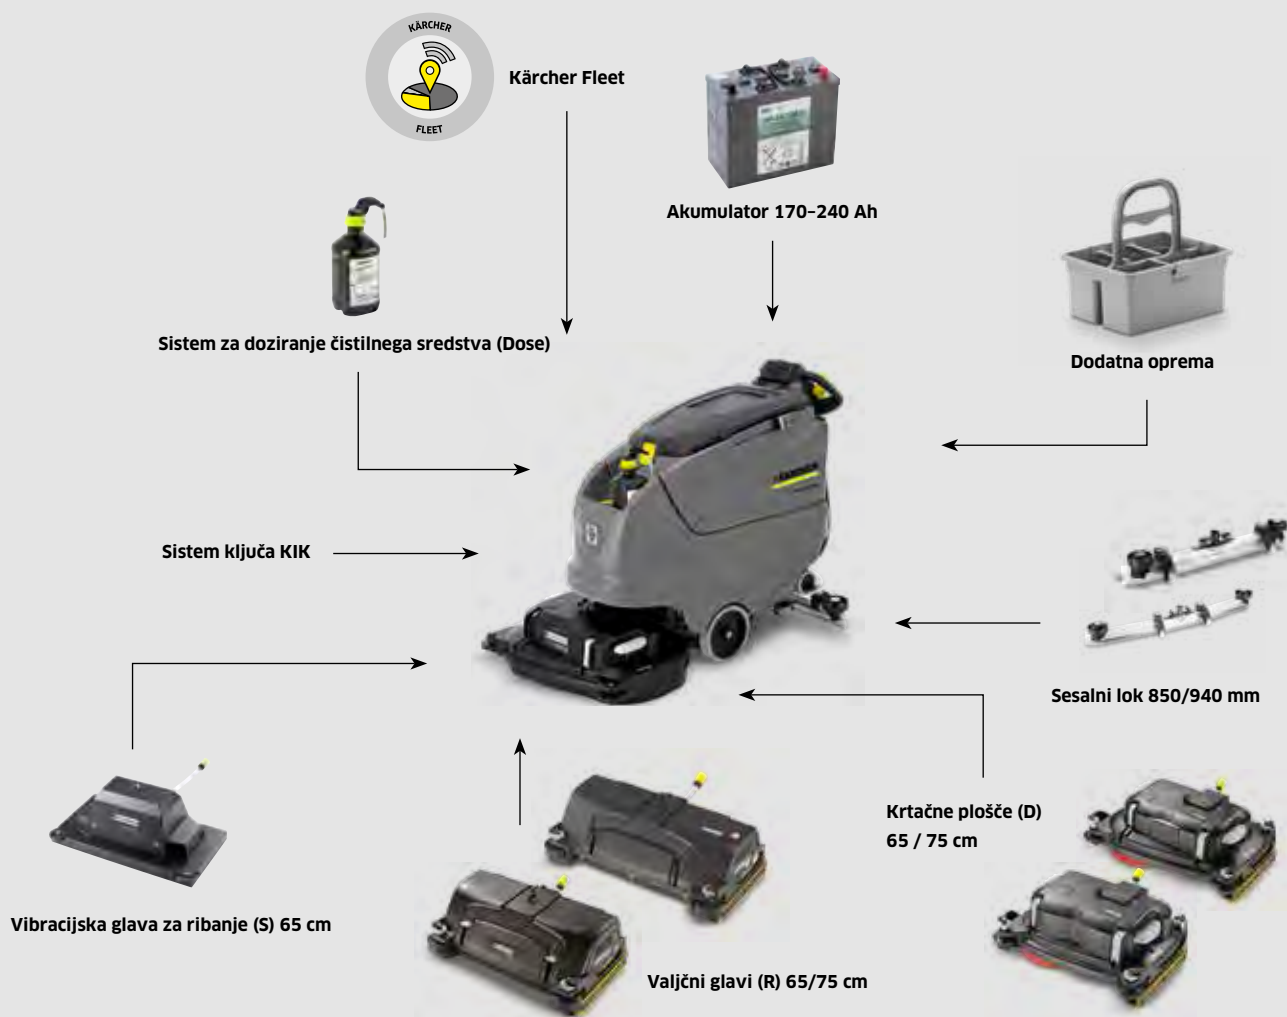 KÄRCHER
FLEET
Kärcher Fleet
Akumulator 170–240 Ah
Sistem za doziranje čistilnega sredstva (Dose)
Dodatna oprema
KÄRCHER
Sistem ključa KIK
Sesalni lok 850/940 mm
Krtačne plošče (D)
65 / 75 cm
Vibracijska glava za ribanje (S) 65 cm
Valjčni glavi (R) 65/75 cm